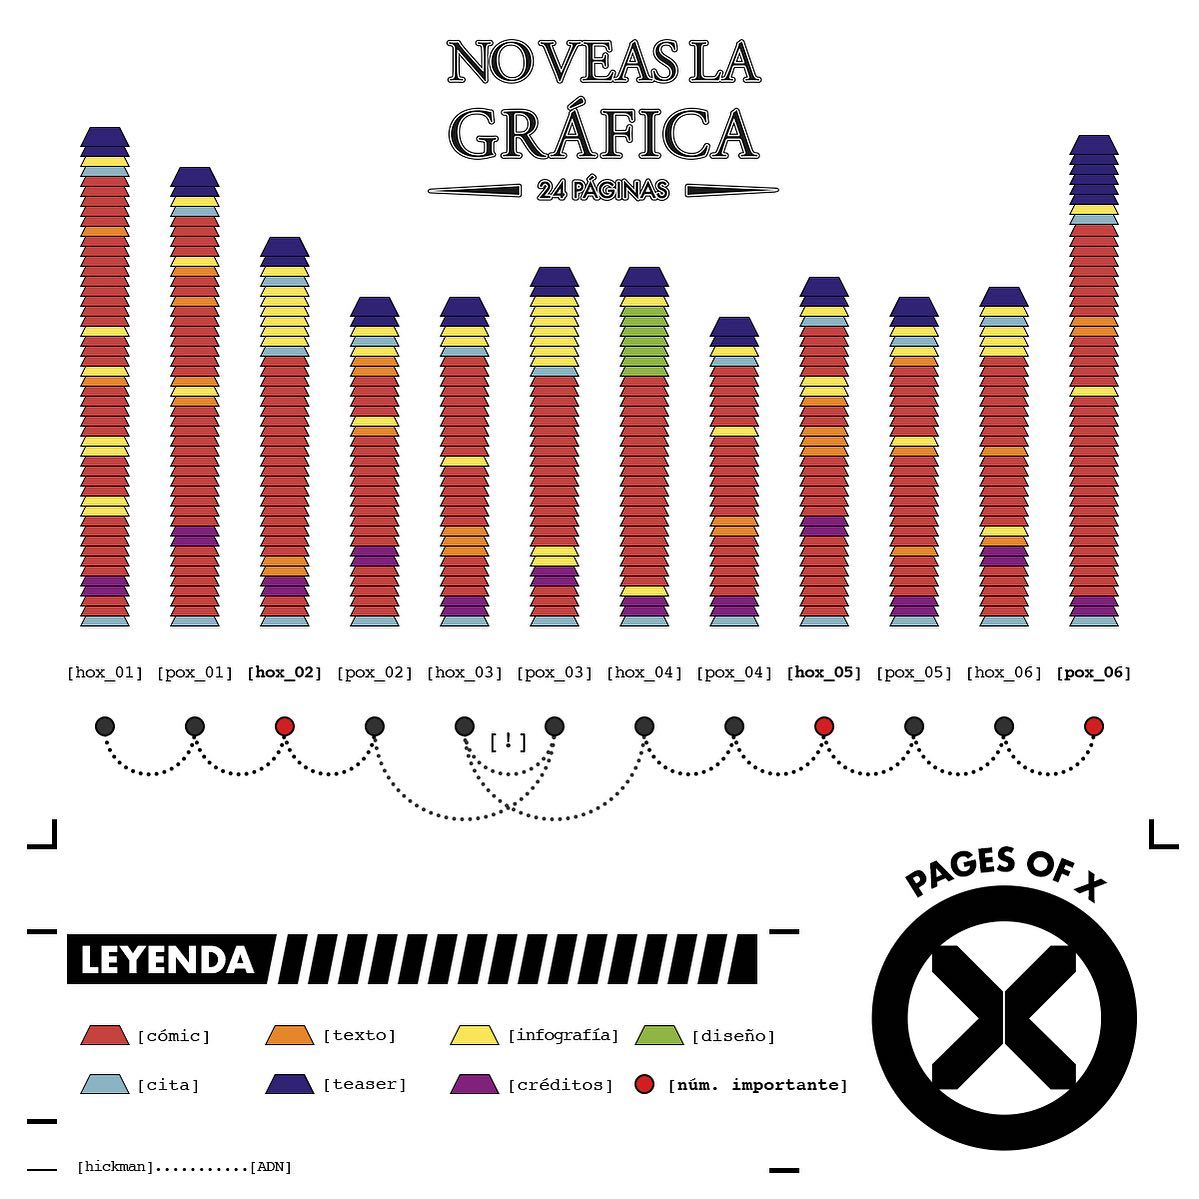 NO VEAS LA
GRÁFICA
24 PÁGINAS
[hox_01] [pox_01] [hox_02] [pox_02] [hox_03] [pox_03] [hox_04] [pox_04] [hox_05] [pox_05] [hox_06] [pox_06]
[!]
PAGES OF X
LEYENDA
[cómic] [texto] [infografía] [diseño]
[cita] [teaser] [créditos] [núm. importante]
[hickman]...........[ADN]